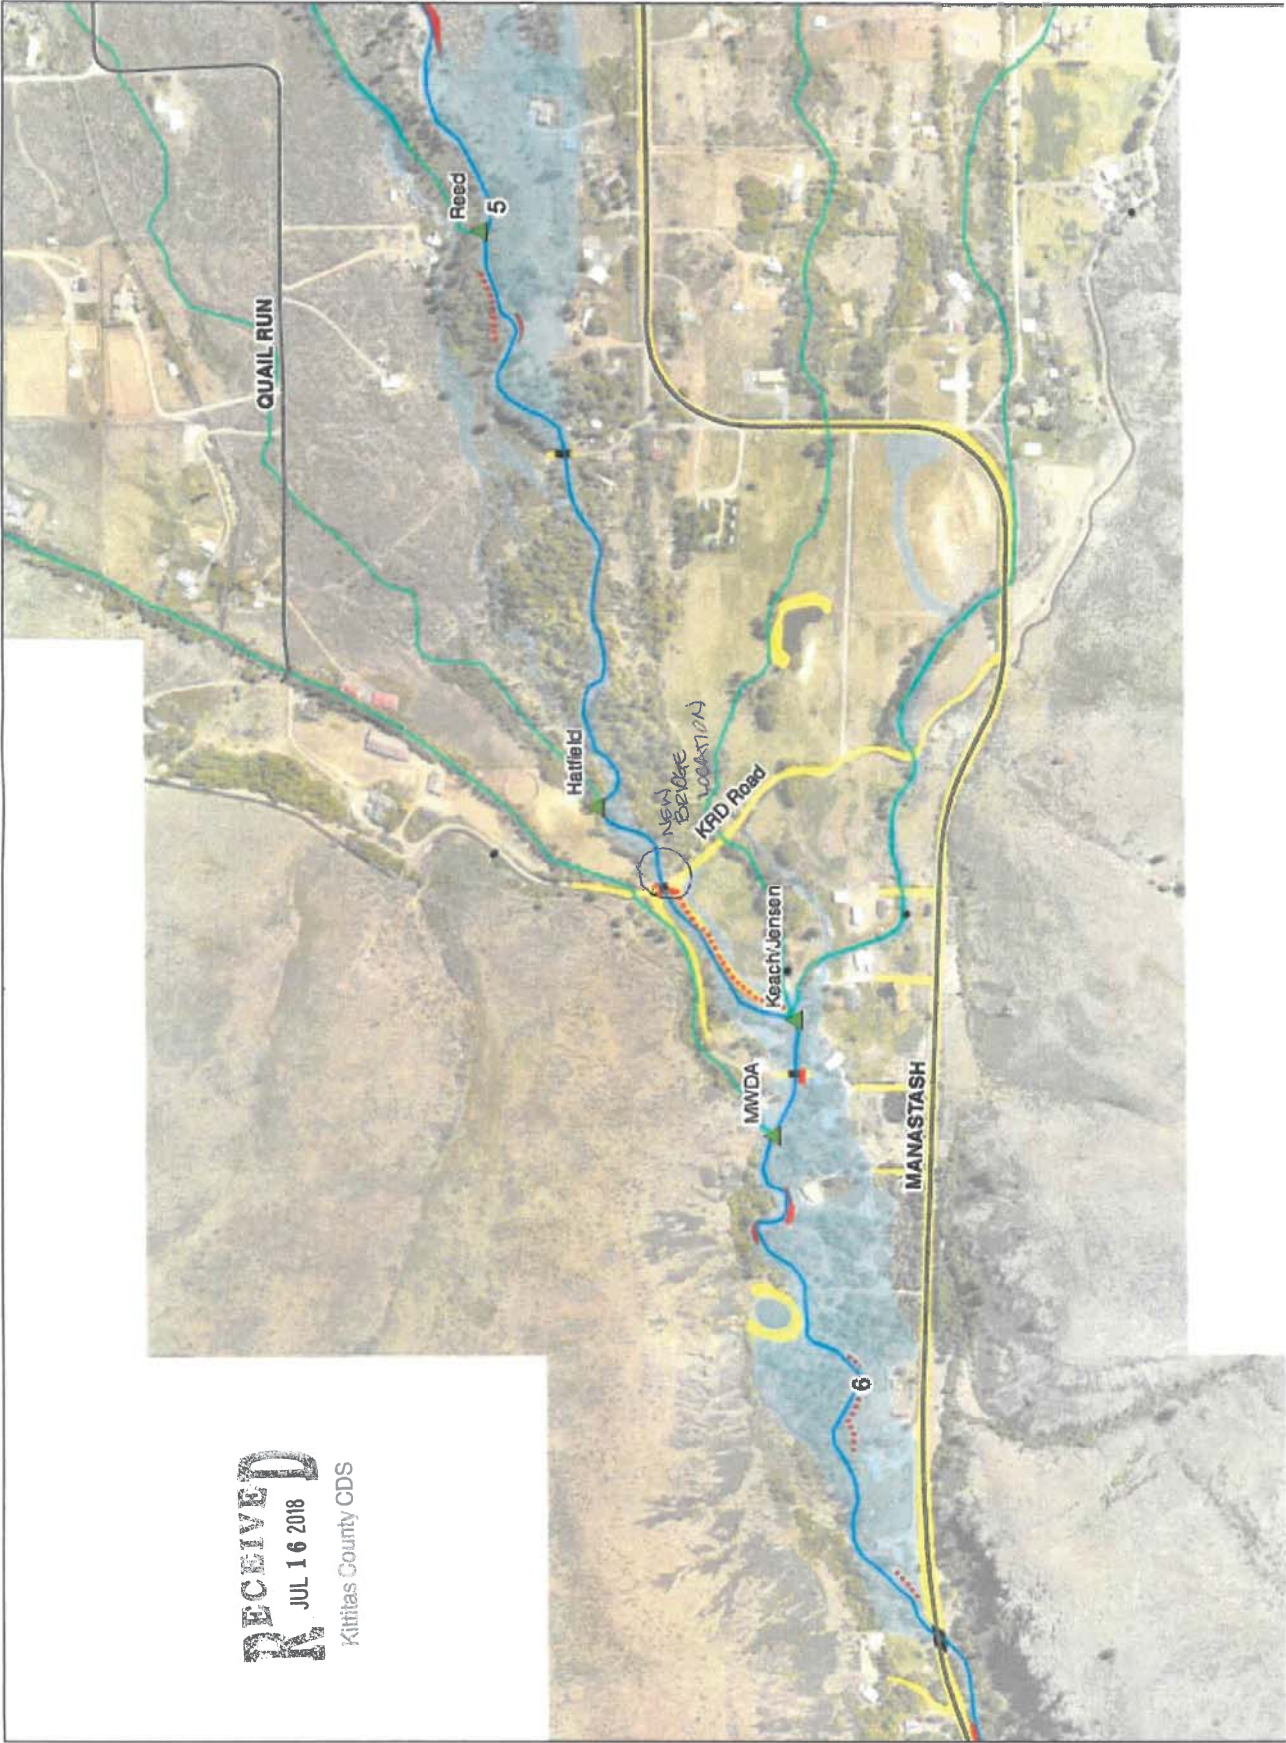 RECEIVED
JUL 16 2018
Kittitas County CDS
QUAIL RUN
Reed
5
Hatfield
NEW
BRIDGE
LOCATION
KRD Road
Keach/Jensen
MWDA
MANASTASH
6